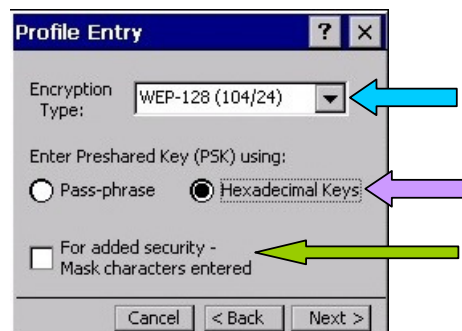 Profile Entry ? ×
Encryption
Type:
WEP-128 (104/24)
Enter Preshared Key (PSK) using:
Pass-phrase Hexadecimal Keys
For added security -
Mask characters entered
Cancel < Back Next >